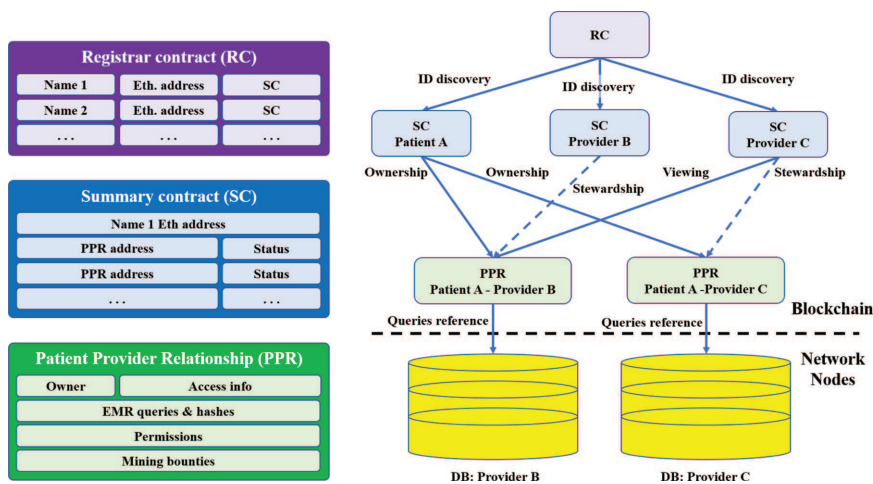 Registrar contract (RC)
Name 1 Eth. address SC
Name 2 Eth. address SC
. . . . . . . . .
Summary contract (SC)
Name 1 Eth address
PPR address Status
PPR address Status
. . . . . .
Patient Provider Relationship (PPR)
Owner Access info
EMR queries & hashes
Permissions
Mining bounties
RC
ID discovery ID discovery ID discovery
SC
Patient A
SC
Provider B
SC
Provider C
Ownership Ownership Stewardship Viewing Stewardship
PPR
Patient A - Provider B
PPR
Patient A -Provider C
Blockchain
Queries reference Queries reference
Network
Nodes
DB: Provider B DB: Provider C